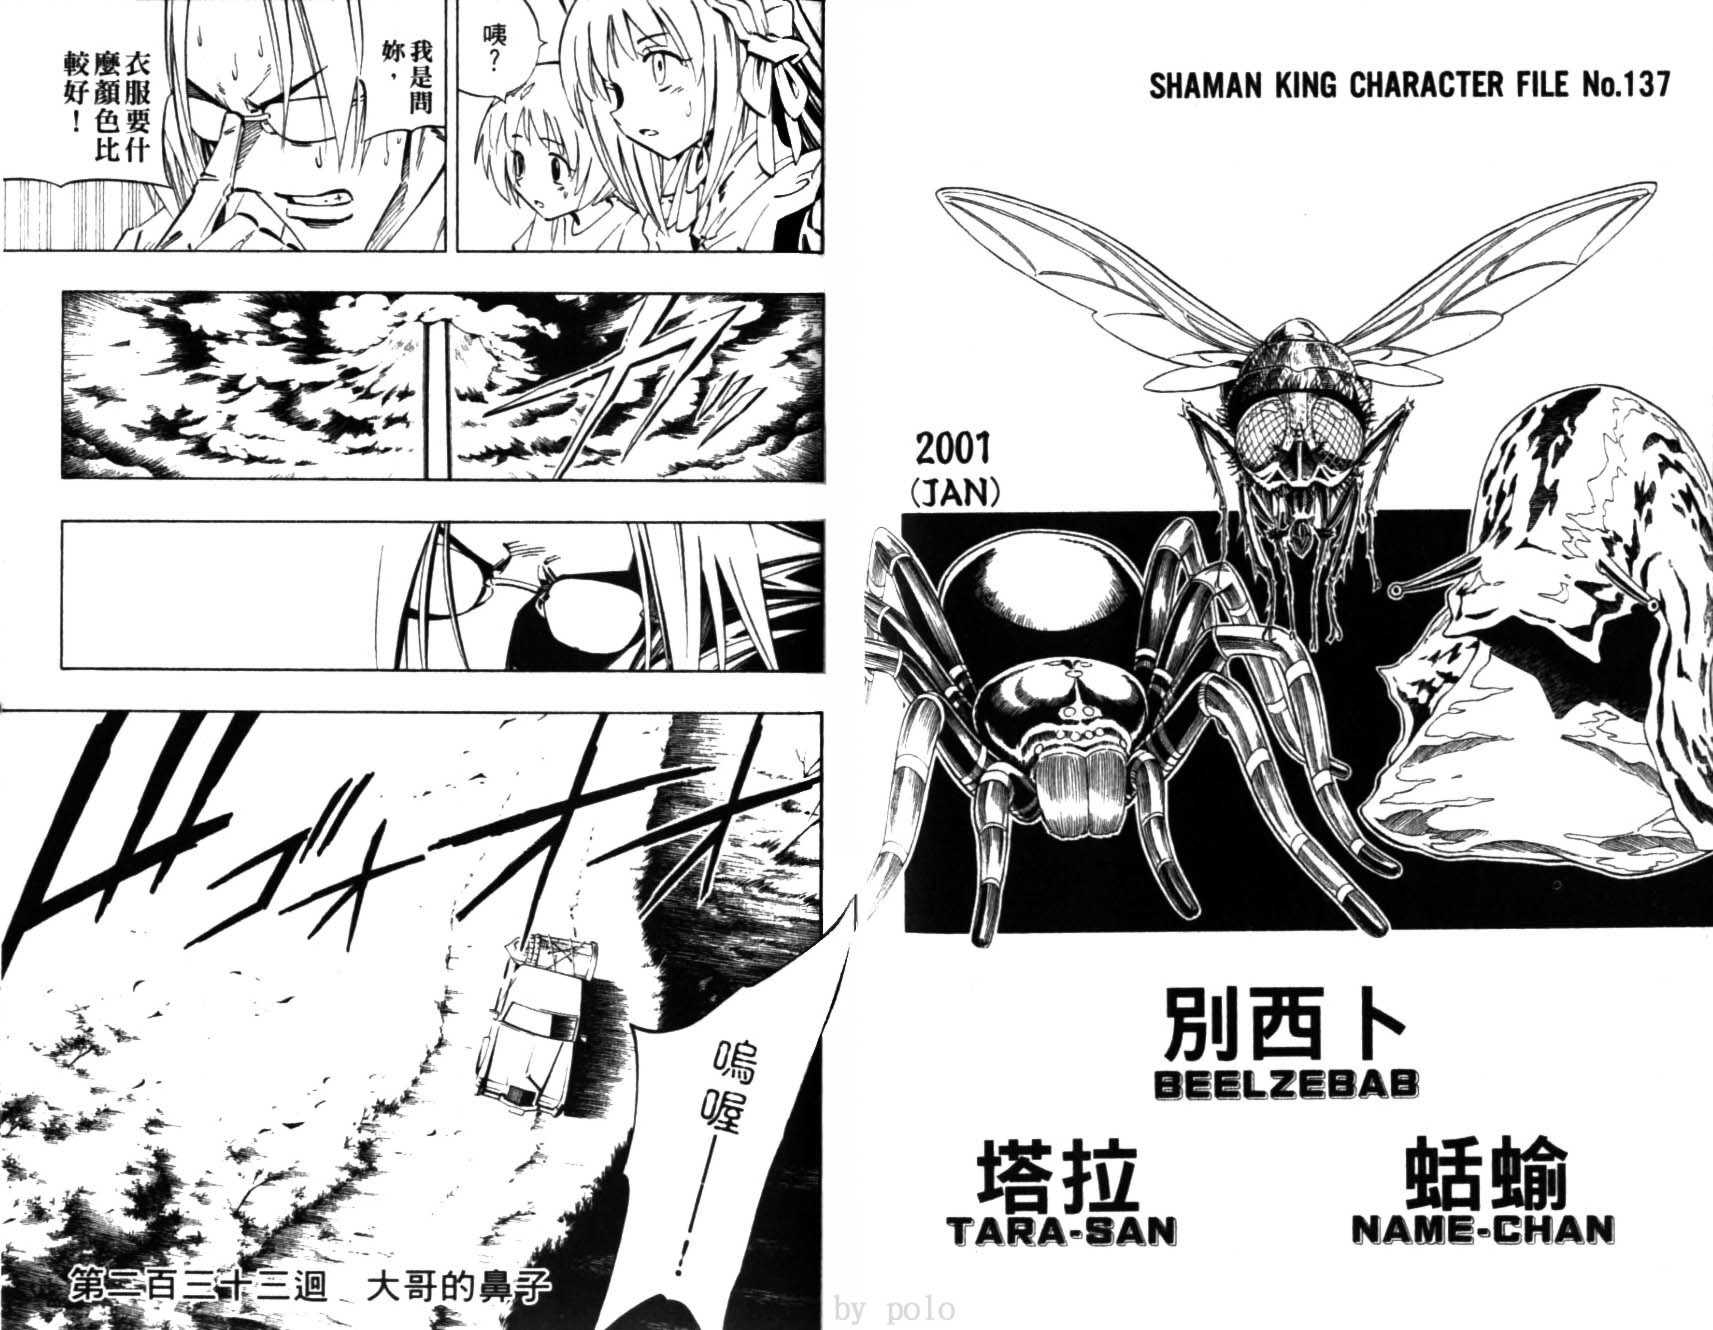 SHAMAN KING CHARACTER FILE No.137
2001
(JAN)
別西卜
BEELZEBAB
塔拉
TARA-SAN
蛞蝓
NAME-CHAN
咦?
我是問
妳,
衣服要什
麼顏色比
較好!
嗚喔——!
第二百三十三迴 大哥的鼻子
by polo